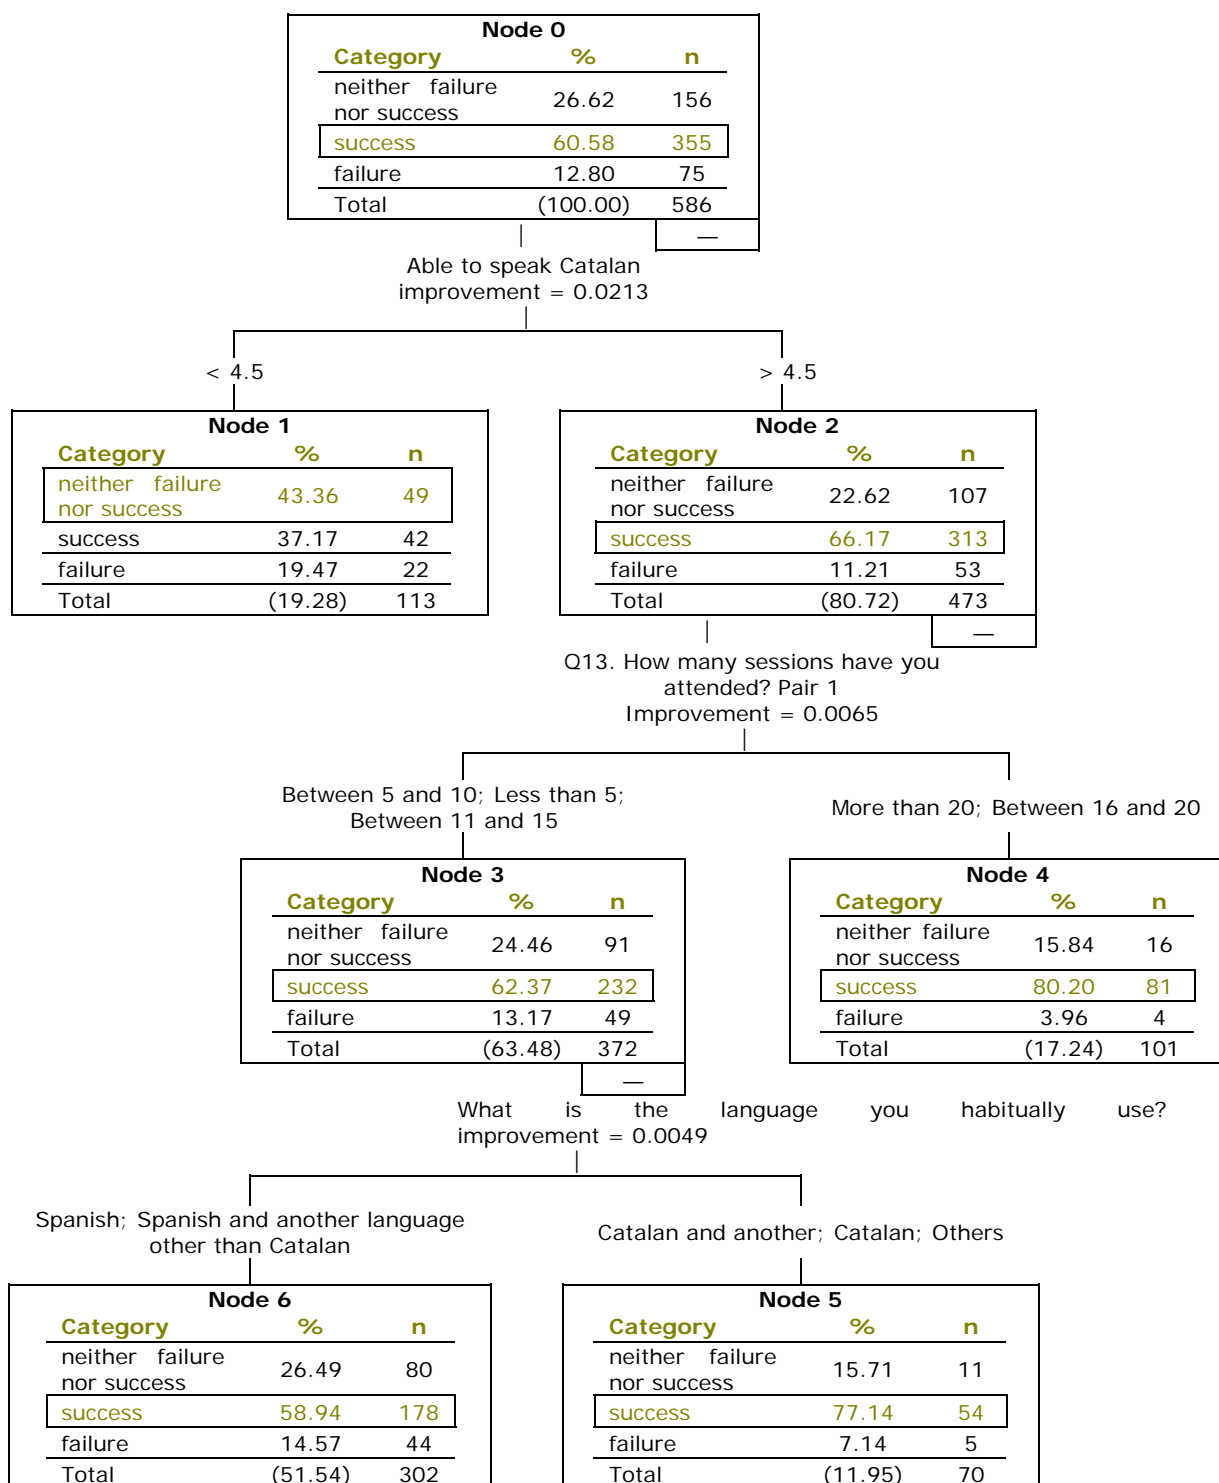 Node 0
Category % n
neither failure
nor success 26.62 156
success 60.58 355
failure 12.80 75
Total (100.00) 586
—
Able to speak Catalan
improvement = 0.0213
< 4.5
> 4.5
Node 1
Category % n
neither failure
nor success 43.36 49
success 37.17 42
failure 19.47 22
Total (19.28) 113
Node 2
Category % n
neither failure
nor success 22.62 107
success 66.17 313
failure 11.21 53
Total (80.72) 473
—
Q13. How many sessions have you
attended? Pair 1
Improvement = 0.0065
Between 5 and 10; Less than 5;
Between 11 and 15
More than 20; Between 16 and 20
Node 3
Category % n
neither failure
nor success 24.46 91
success 62.37 232
failure 13.17 49
Total (63.48) 372
—
Node 4
Category % n
neither failure
nor success 15.84 16
success 80.20 81
failure 3.96 4
Total (17.24) 101
What is the language you habitually use?
improvement = 0.0049
Spanish; Spanish and another language
other than Catalan
Catalan and another; Catalan; Others
Node 6
Category % n
neither failure
nor success 26.49 80
success 58.94 178
failure 14.57 44
Total (51.54) 302
Node 5
Category % n
neither failure
nor success 15.71 11
success 77.14 54
failure 7.14 5
Total (11.95) 70